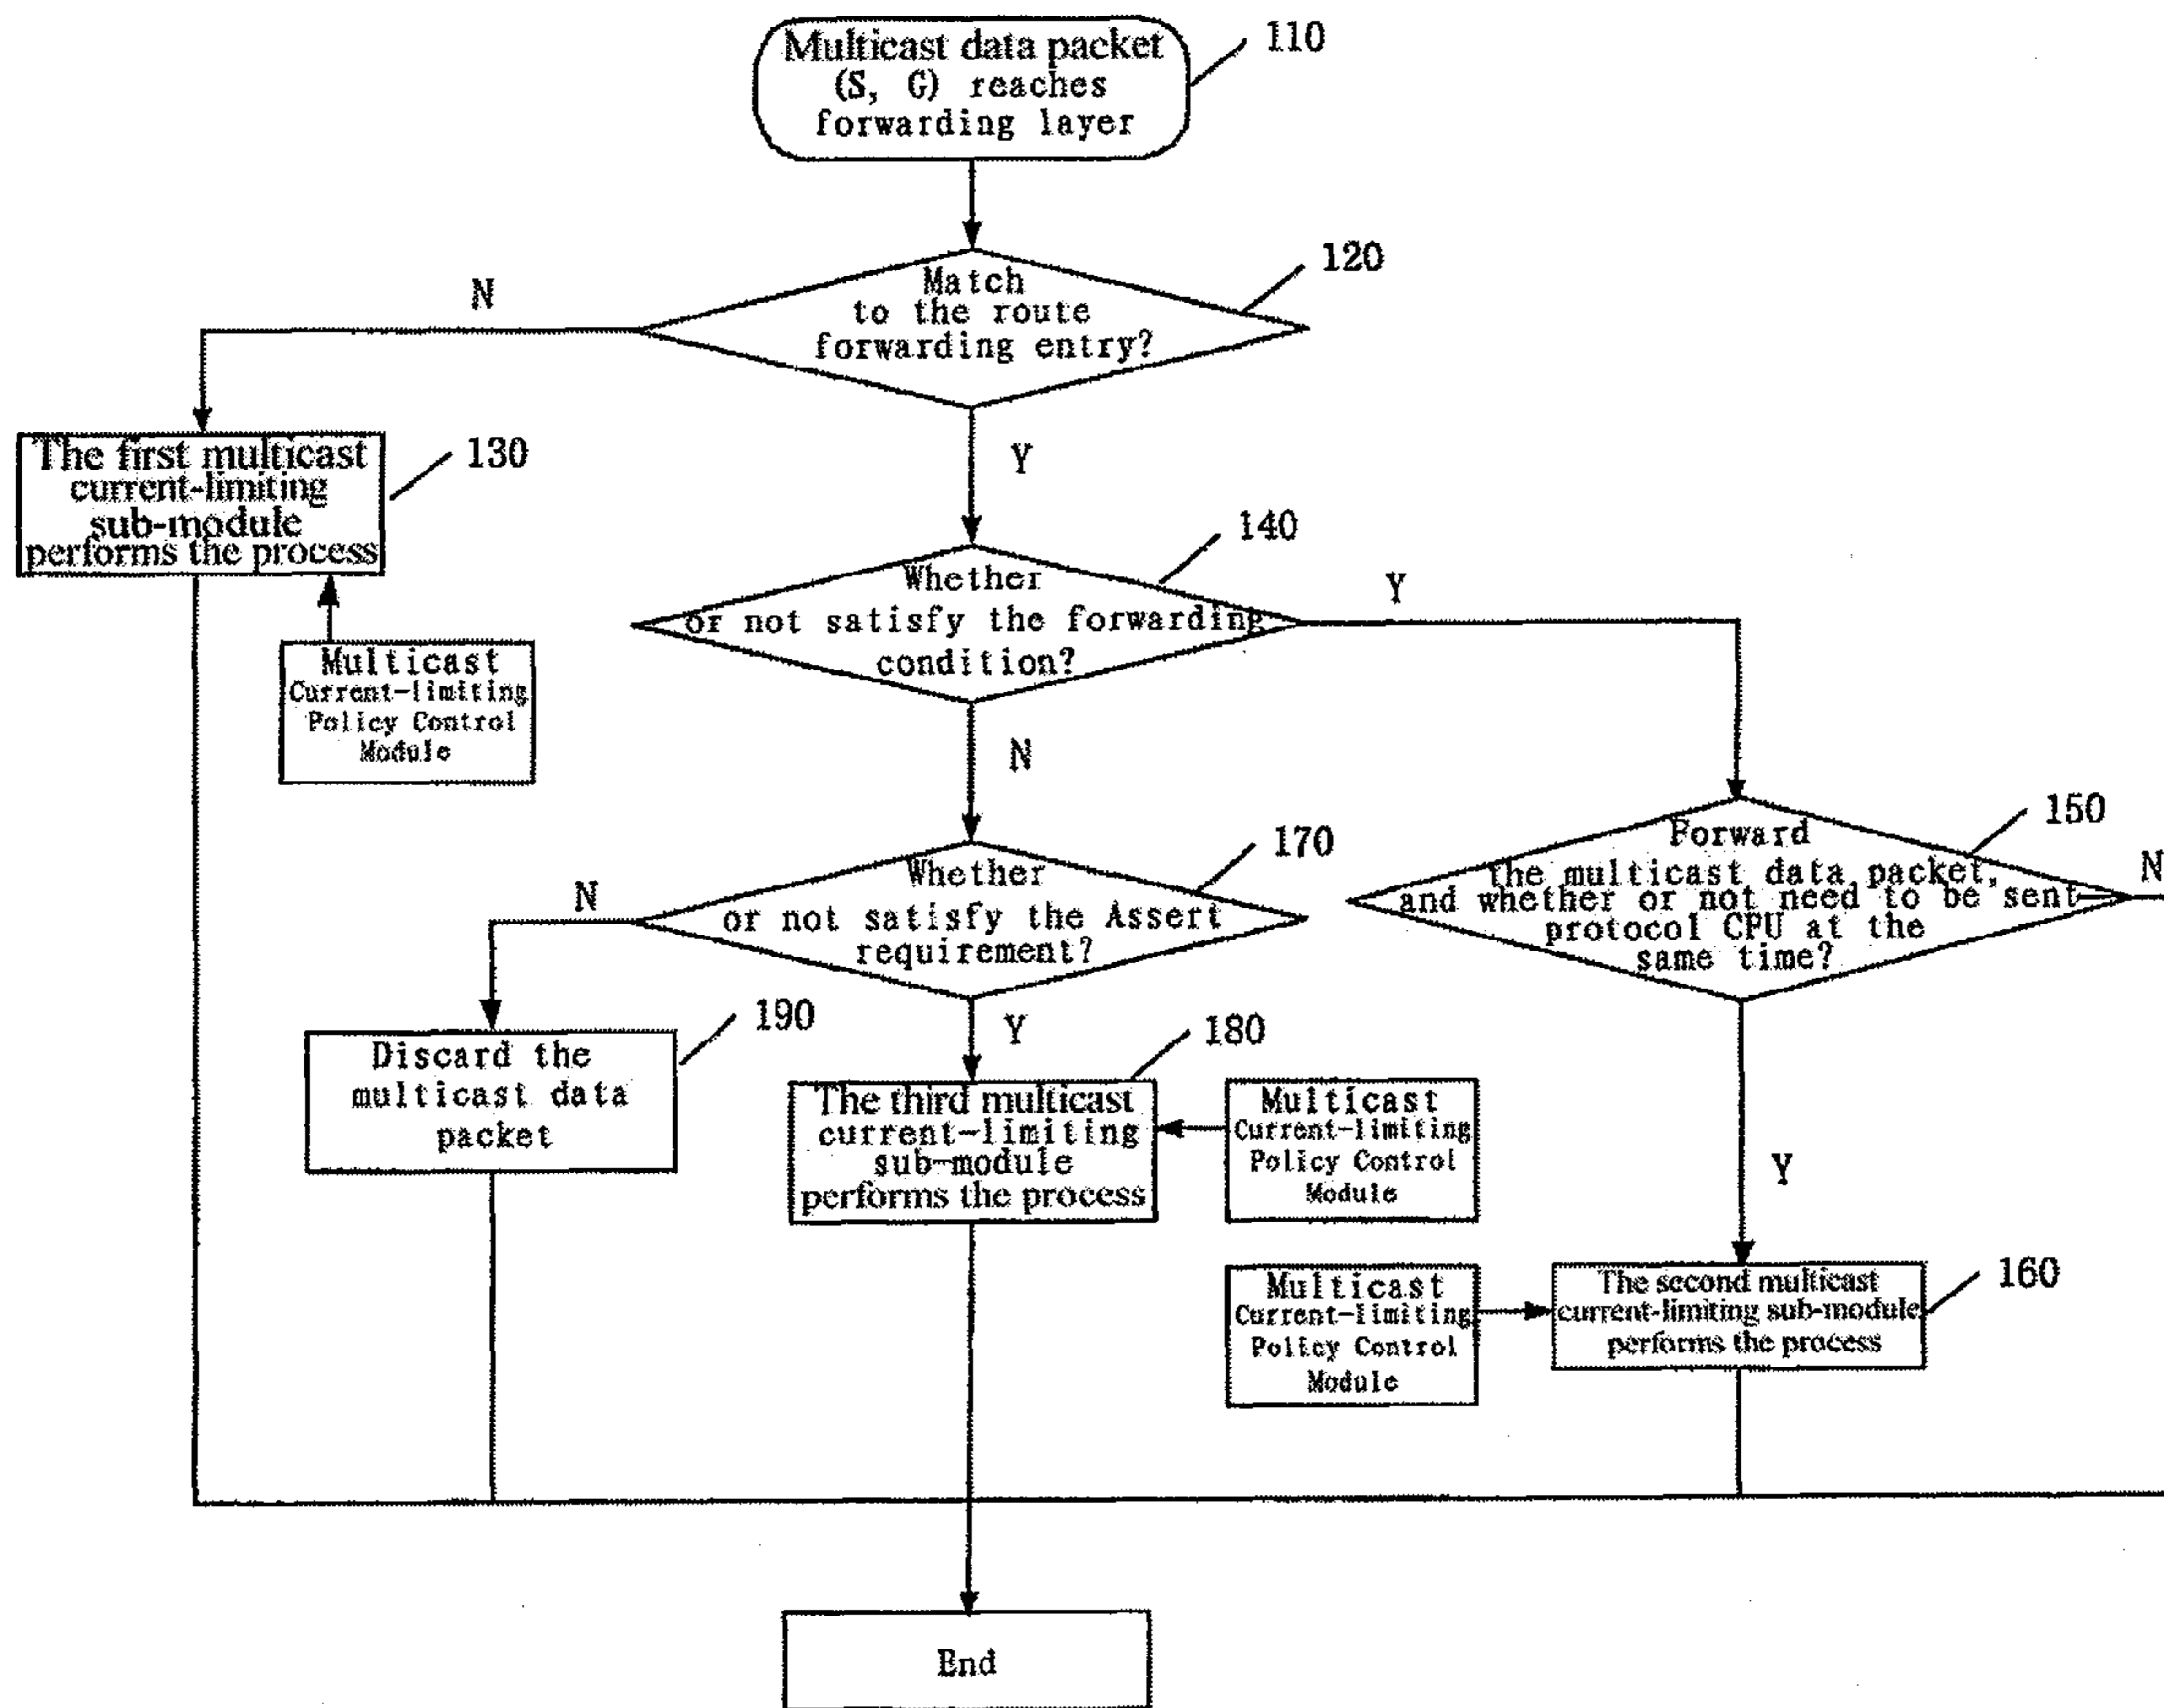 Multicast data packet
(S, G) reaches
forwarding layer
110
Match
to the route
forwarding entry?
120
N
Y
The first multicast
current-limiting
sub-module
performs the process
130
Multicast
Current-limiting
Policy Control
Module
Whether
or not satisfy the forwarding
condition?
140
Y
N
Forward
the multicast data packet,
and whether or not need to be sent
protocol CPU at the
same time?
150
N
Y
Whether
or not satisfy the Assert
requirement?
170
N
Y
Discard the
multicast data
packet
190
The third multicast
current-limiting
sub-module
performs the process
180
Multicast
Current-limiting
Policy Control
Module
Multicast
Current-limiting
Policy Control
Module
The second multicast
current-limiting sub-module
performs the process
160
End